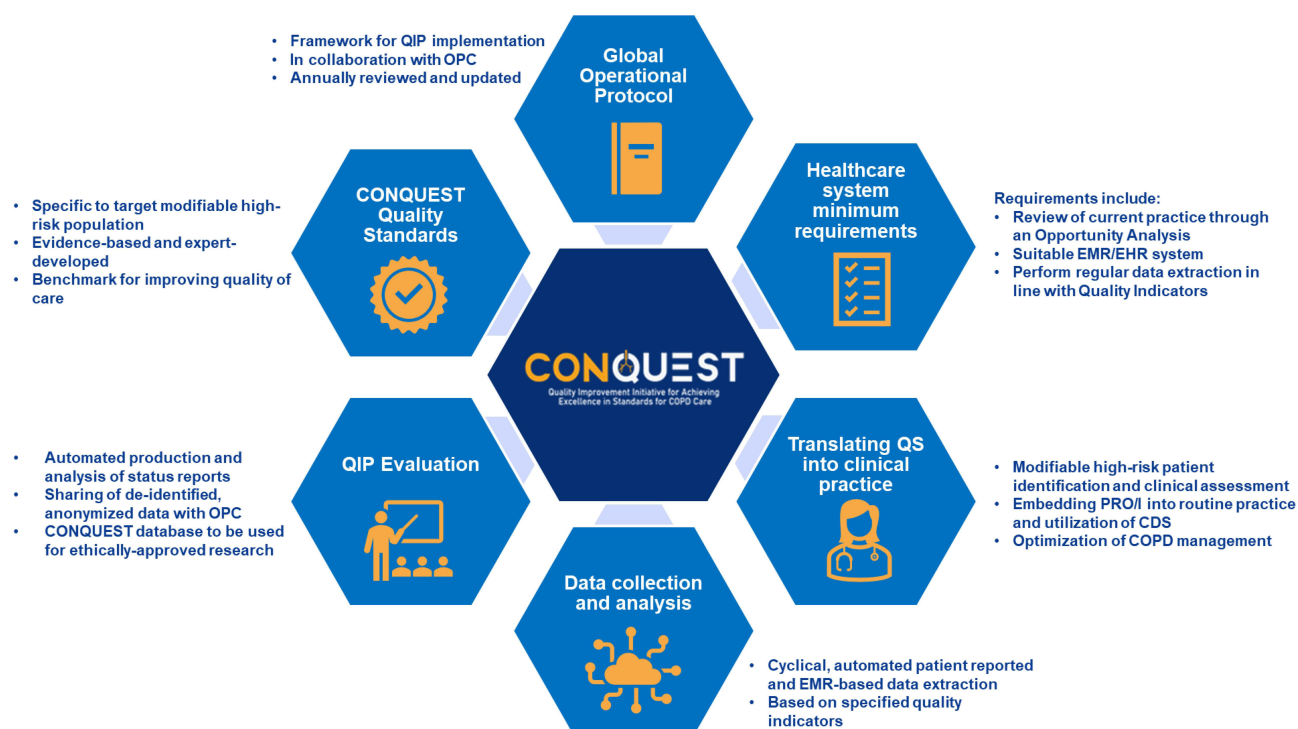 • Framework for QIP implementation
• In collaboration with OPC
• Annually reviewed and updated
Global
Operational
Protocol
Healthcare
system
minimum
requirements
Requirements include:
• Review of current practice through
an Opportunity Analysis
• Suitable EMR/EHR system
• Perform regular data extraction in
line with Quality Indicators
CONQUEST
Quality
Standards
• Specific to target modifiable high-
risk population
• Evidence-based and expert-
developed
• Benchmark for improving quality of
care
CONQUEST
Quality Improvement Initiative for Achieving
Excellence in Standards for COPD Care
QIP Evaluation
• Automated production and
analysis of status reports
• Sharing of de-identified,
anonymized data with OPC
• CONQUEST database to be used
for ethically-approved research
Translating QS
into clinical
practice
• Modifiable high-risk patient
identification and clinical assessment
• Embedding PRO/I into routine practice
and utilization of CDS
• Optimization of COPD management
Data collection
and analysis
• Cyclical, automated patient reported
and EMR-based data extraction
• Based on specified quality
indicators